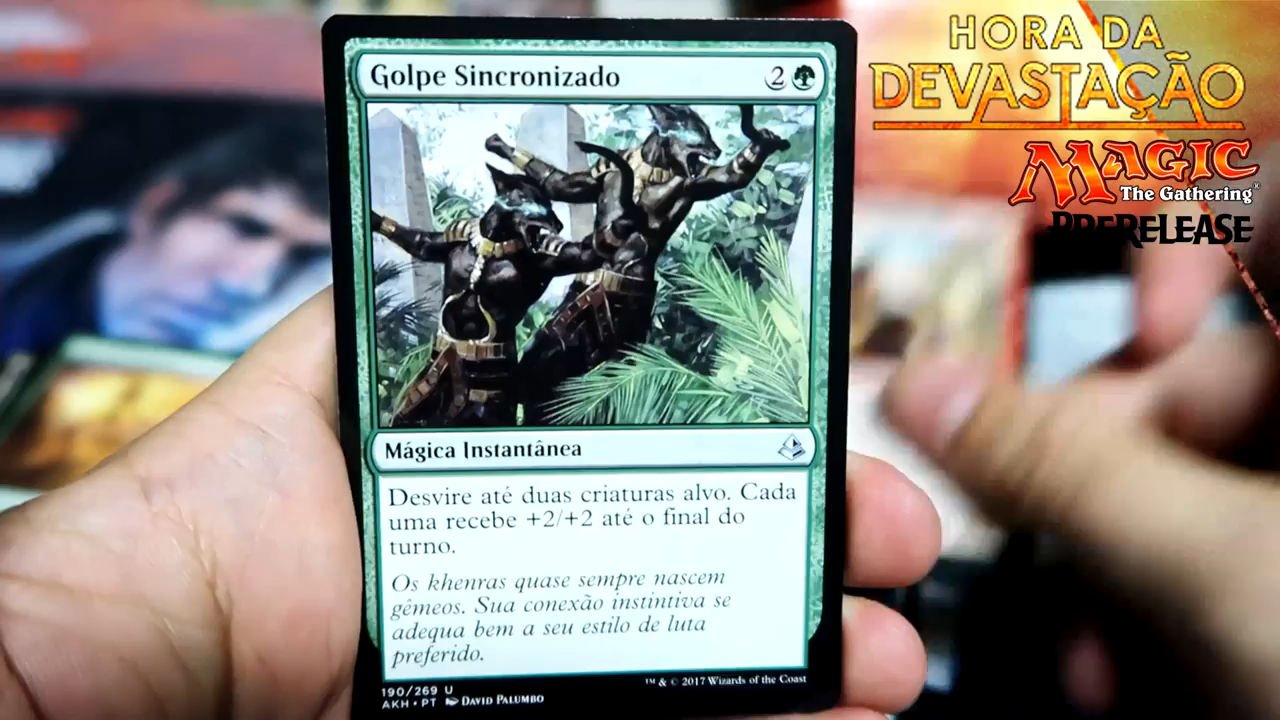 HORA DA
DEVASTAÇÃO
MAGIC
The Gathering®
PRERELEASE
Golpe Sincronizado 2
Mágica Instantânea
Desvire até duas criaturas alvo. Cada
uma recebe +2/+2 até o final do
turno.
Os khenras quase sempre nascem
gêmeos. Sua conexão instintiva se
adequa bem a seu estilo de luta
preferido.
190/269 U
AKH • PT DAVID PALUMBO
™ & © 2017 Wizards of the Coast